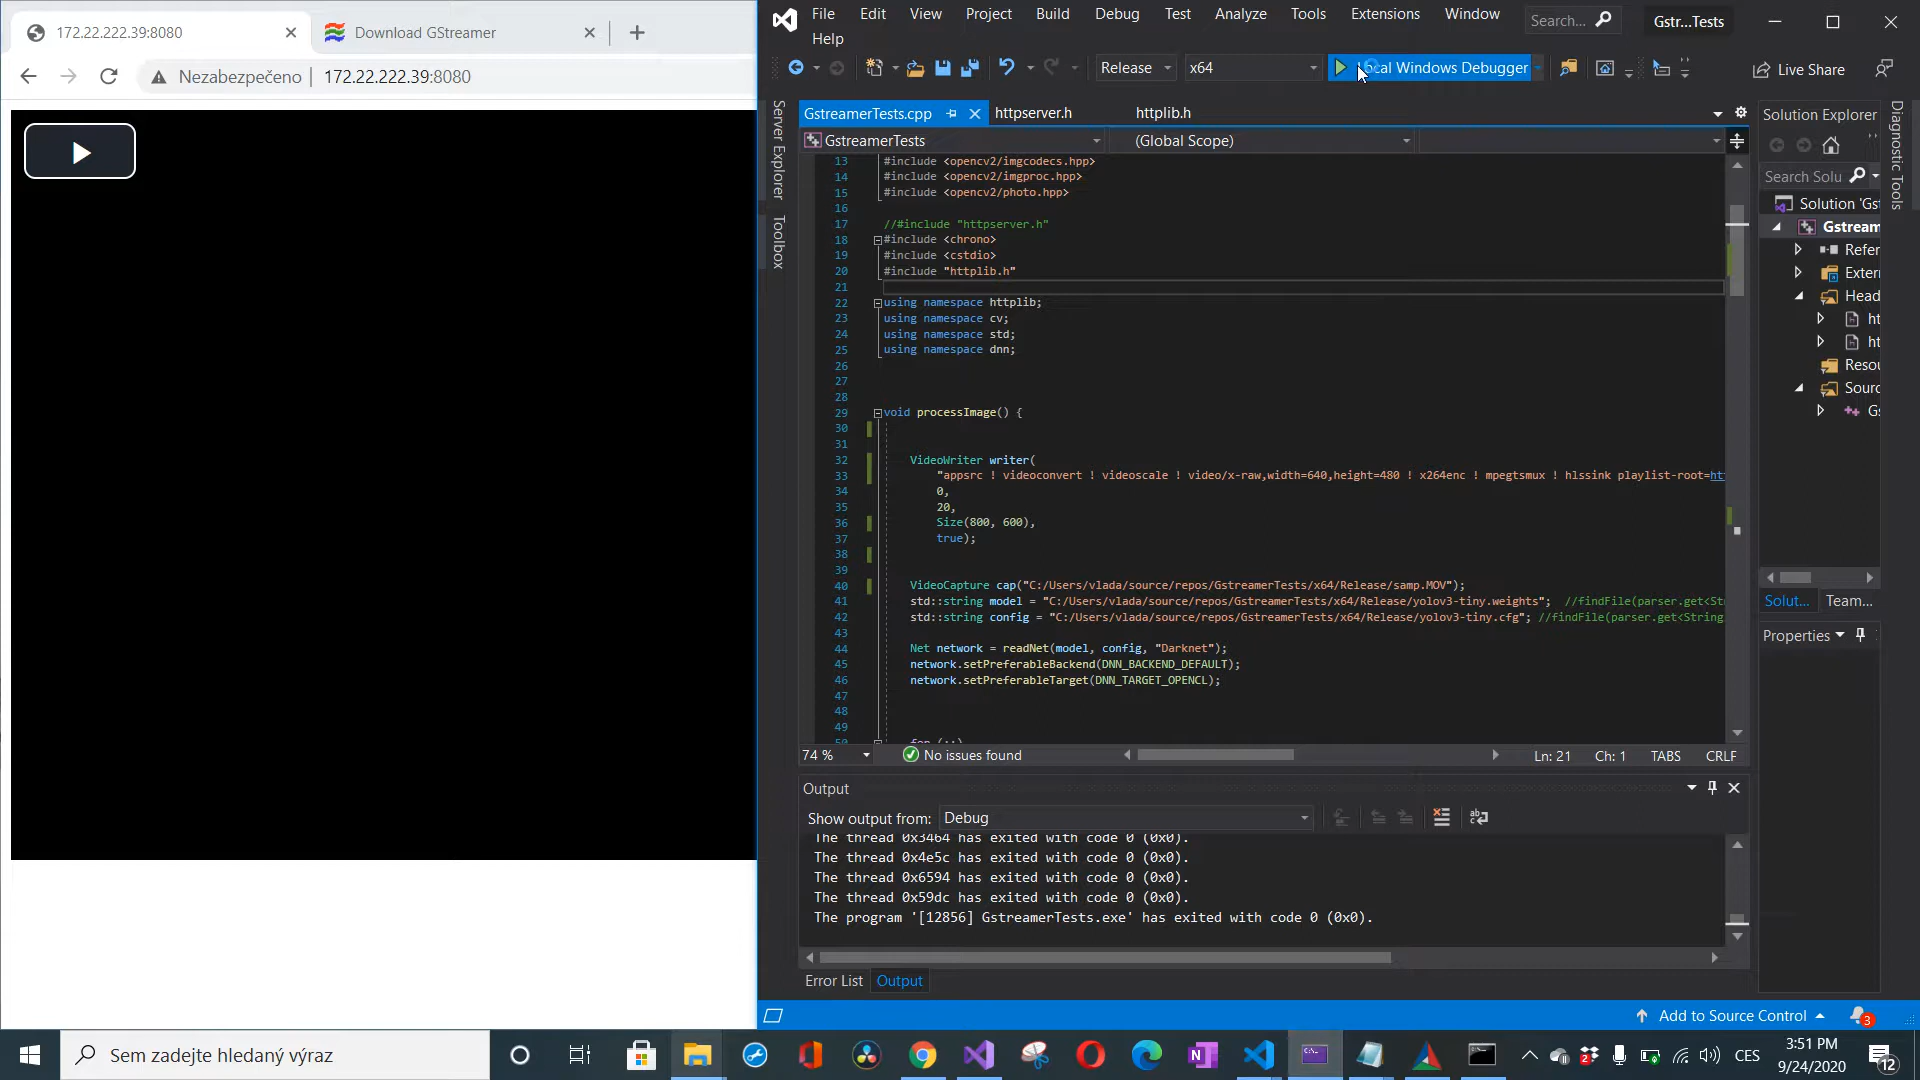 172.22.222.39:8080
Download GStreamer
Nezabezpečeno | 172.22.222.39:8080
File Edit View Project Build Debug Test Analyze Tools Extensions Window
Help
Search...
Gstr...Tests
Release
x64
Windows Debugger
Live Share
Server Explorer
Toolbox
GstreamerTests.cpp
httpserver.h
httplib.h
GstreamerTests
(Global Scope)
13 #include <opencv2/imgcodecs.hpp>
14 #include <opencv2/imgproc.hpp>
15 #include <opencv2/photo.hpp>
16
17 //#include "httpserver.h"
18 #include <chrono>
19 #include <cstdio>
20 #include "httplib.h"
21
22 using namespace httplib;
23 using namespace cv;
24 using namespace std;
25 using namespace dnn;
26
27
28
29 void processImage() {
30
31
32 VideoWriter writer(
33 "appsrc ! videoconvert ! videoscale ! video/x-raw,width=640,height=480 ! x264enc ! mpegtsmux ! hlssink playlist-root=ht
34 0,
35 20,
36 Size(800, 600),
37 true);
38
39
40 VideoCapture cap("C:/Users/vlada/source/repos/GstreamerTests/x64/Release/samp.MOV");
41 std::string model = "C:/Users/vlada/source/repos/GstreamerTests/x64/Release/yolov3-tiny.weights"; //findFile(parser.get<St
42 std::string config = "C:/Users/vlada/source/repos/GstreamerTests/x64/Release/yolov3-tiny.cfg"; //findFile(parser.get<String
43
44 Net network = readNet(model, config, "Darknet");
45 network.setPreferableBackend(DNN_BACKEND_DEFAULT);
46 network.setPreferableTarget(DNN_TARGET_OPENCL);
47
48
49
50 for (;;)
74 %
No issues found
Ln: 21
Ch: 1
TABS
CRLF
Output
Show output from: Debug
The thread 0x3464 has exited with code 0 (0x0).
The thread 0x4e5c has exited with code 0 (0x0).
The thread 0x6594 has exited with code 0 (0x0).
The thread 0x59dc has exited with code 0 (0x0).
The program '[12856] GstreamerTests.exe' has exited with code 0 (0x0).
Error List
Output
Solution Explorer
Search Solu
Solution 'Gs
Gstream
Refer
Exter
Head
ht
ht
Resou
Sourc
Gs
Solut...
Team...
Properties
Diagnostic Tools
Add to Source Control
3
Sem zadejte hledaný výraz
2
CES
3:51 PM
9/24/2020
12